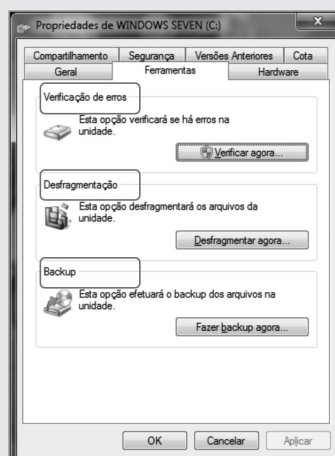 Propriedades de WINDOWS SEVEN (C:)
Compartilhamento Segurança Versões Anteriores Cota
Geral Ferramentas Hardware
Verificação de erros
Esta opção verificará se há erros na
unidade.
Verificar agora...
Desfragmentação
Esta opção desfragmentará os arquivos da
unidade.
Desfragmentar agora...
Backup
Esta opção efetuará o backup dos arquivos na
unidade.
Fazer backup agora...
OK Cancelar Aplicar